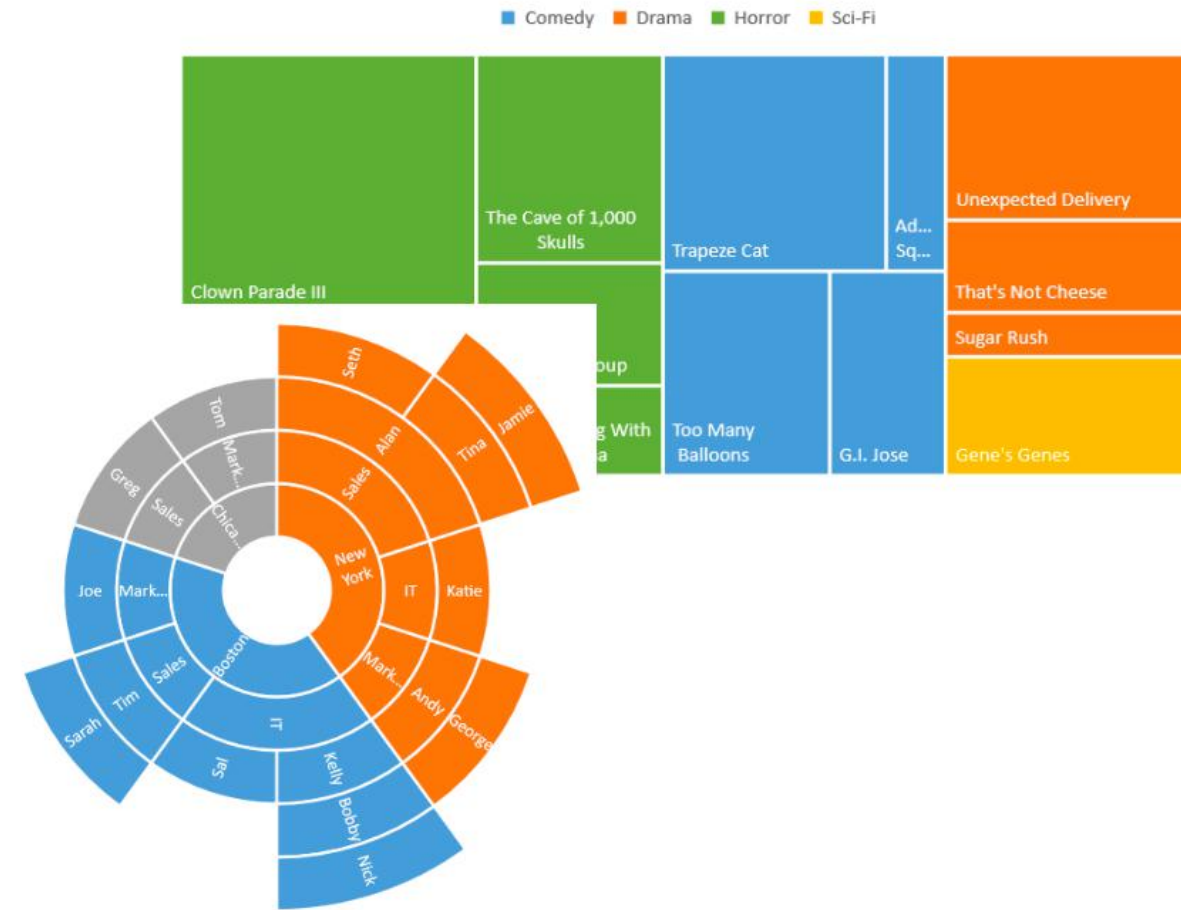 Comedy Drama Horror Sci-Fi
Clown Parade III
The Cave of 1,000
Skulls
Trapeze Cat
Ad...
Sq...
Unexpected Delivery
That's Not Cheese
Sugar Rush
Gene's Genes
With
Too Many
Balloons
G.I. Jose
Seth
Alan
Sales
New
York
Tina
Jamie
IT
Katie
Mark...
Andy
George
IT
Kelly
Bobby
Nick
Sal
Boston
Sales
Tim
Sarah
Mark...
Joe
Chica...
Sales
Greg
Mark...
Tom